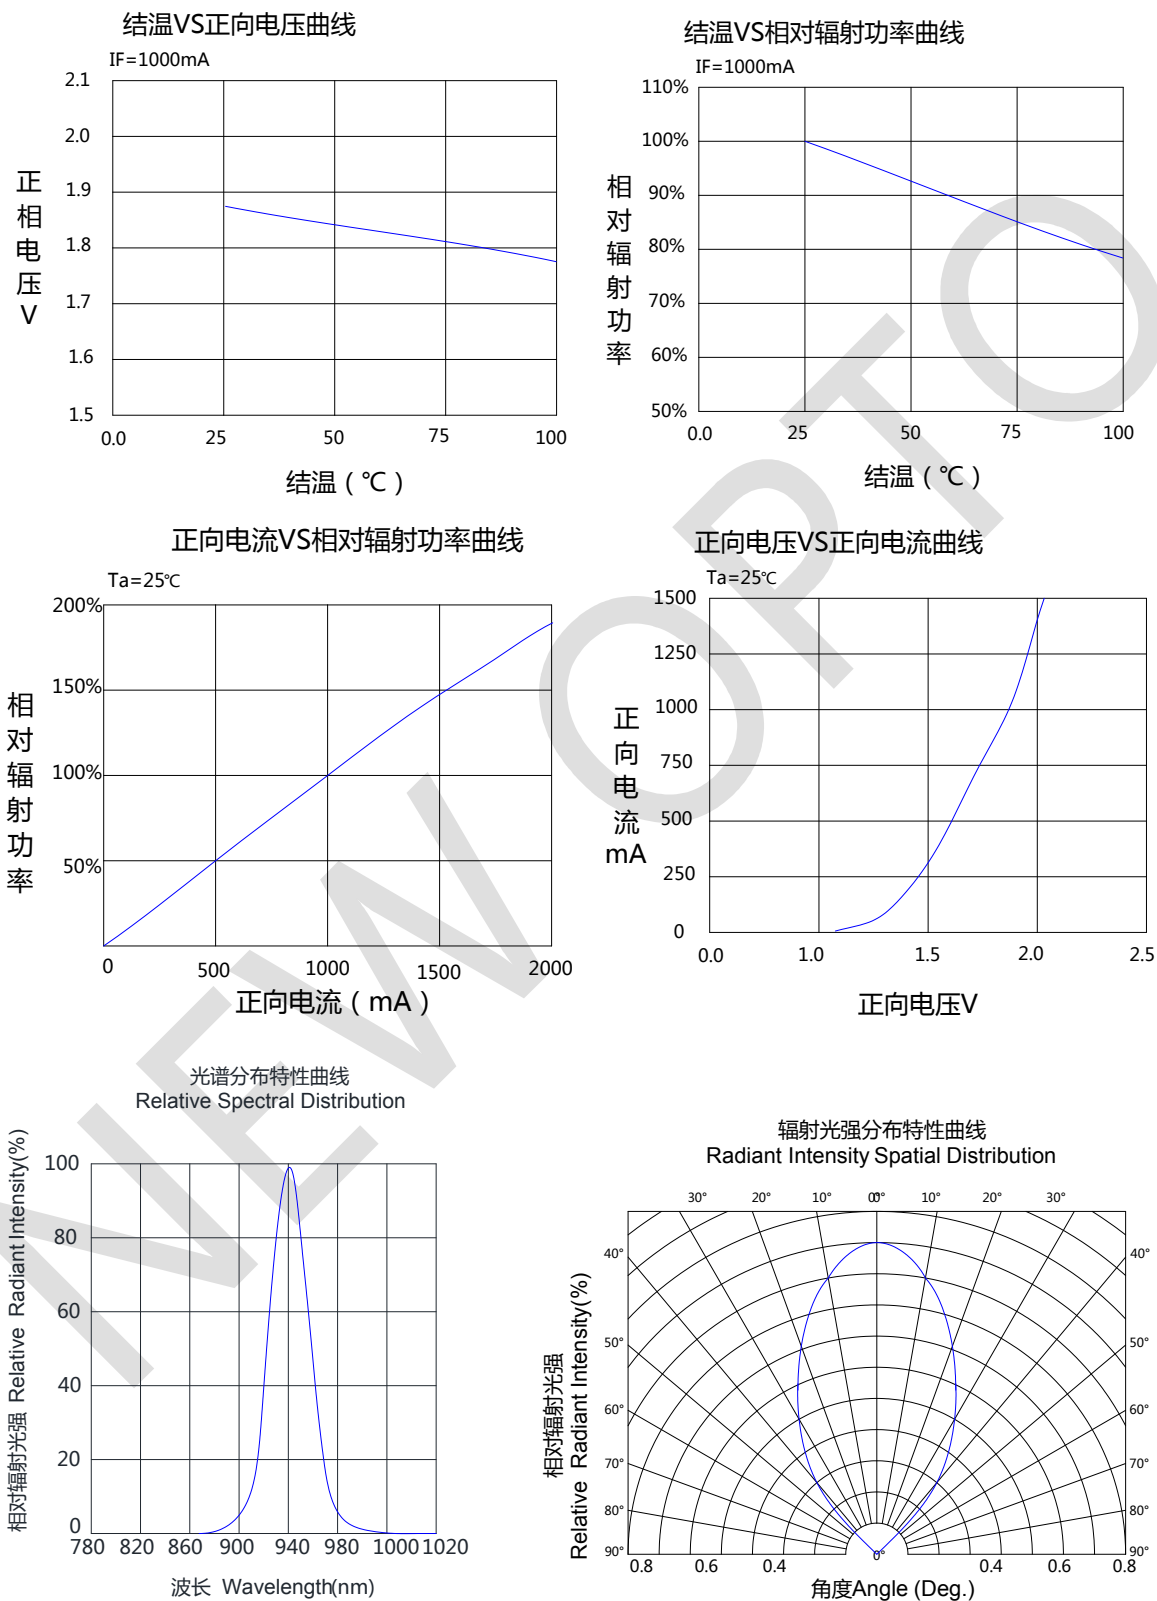 结温VS正向电压曲线
IF=1000mA
2.1
2.0
1.9
1.8
1.7
1.6
1.5
正相电压V
0.0 25 50 75 100
结温（℃）
结温VS相对辐射功率曲线
IF=1000mA
110%
100%
90%
80%
70%
60%
50%
相对辐射功率
0.0 25 50 75 100
结温（℃）
正向电流VS相对辐射功率曲线
Ta=25℃
200%
150%
100%
50%
相对辐射功率
0 500 1000 1500 2000
正向电流（mA）
正向电压VS正向电流曲线
Ta=25℃
1500
1250
1000
750
500
250
0
正向电流mA
0.0 1.0 1.5 2.0 2.5
正向电压V
光谱分布特性曲线
Relative Spectral Distribution
相对辐射光强 Relative Radiant Intensity(%)
100
80
60
40
20
0
780 820 860 900 940 980 1000 1020
波长 Wavelength(nm)
辐射光强分布特性曲线
Radiant Intensity Spatial Distribution
30° 20° 10° 0° 0° 10° 20° 30°
40° 40°
50° 50°
60° 60°
70° 70°
80° 80°
90° 0° 90°
相对辐射光强
Relative Radiant Intensity(%)
0.8 0.6 0.4 0.4 0.6 0.8
角度Angle (Deg.)
NEW OPTO